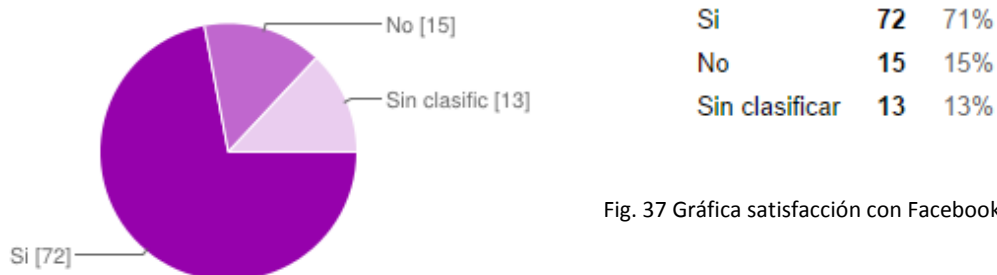 No [15]
Sin clasific [13]
Si [72]
Si 72 71%
No 15 15%
Sin clasificar 13 13%
Fig. 37 Gráfica satisfacción con Facebook